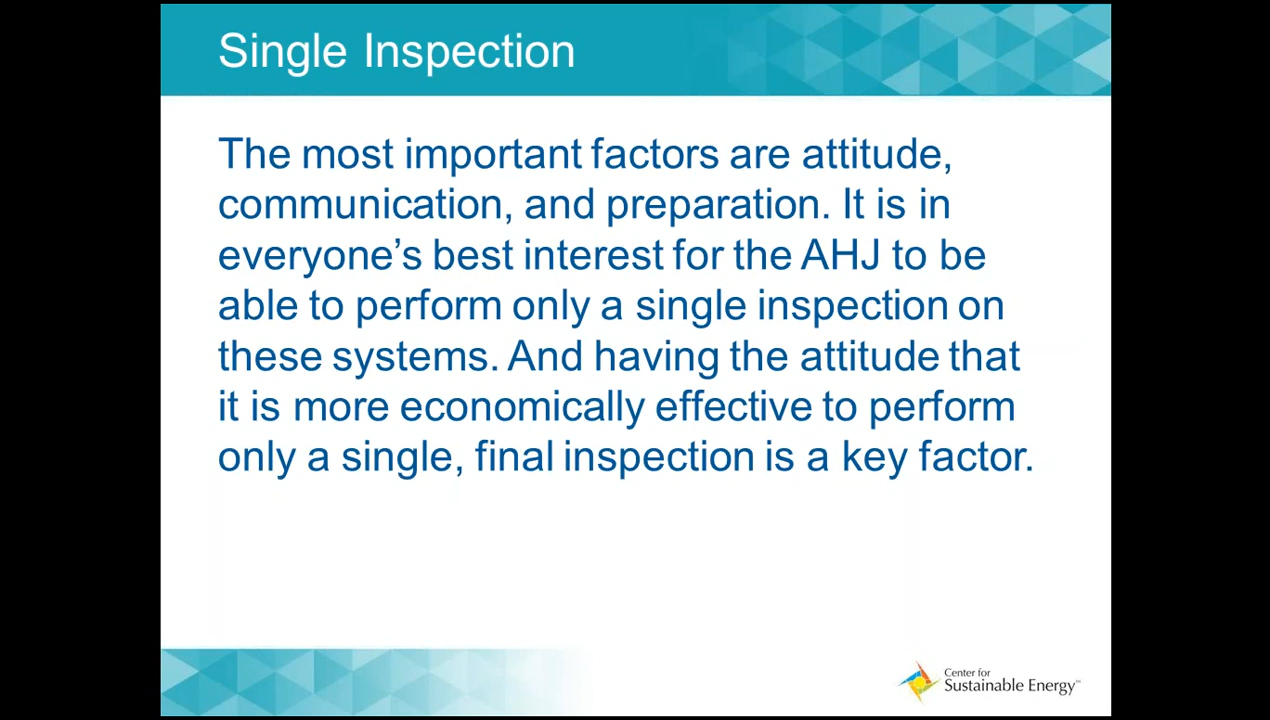 Single Inspection
The most important factors are attitude,
communication, and preparation. It is in
everyone’s best interest for the AHJ to be
able to perform only a single inspection on
these systems. And having the attitude that
it is more economically effective to perform
only a single, final inspection is a key factor.
Center for
Sustainable Energy™